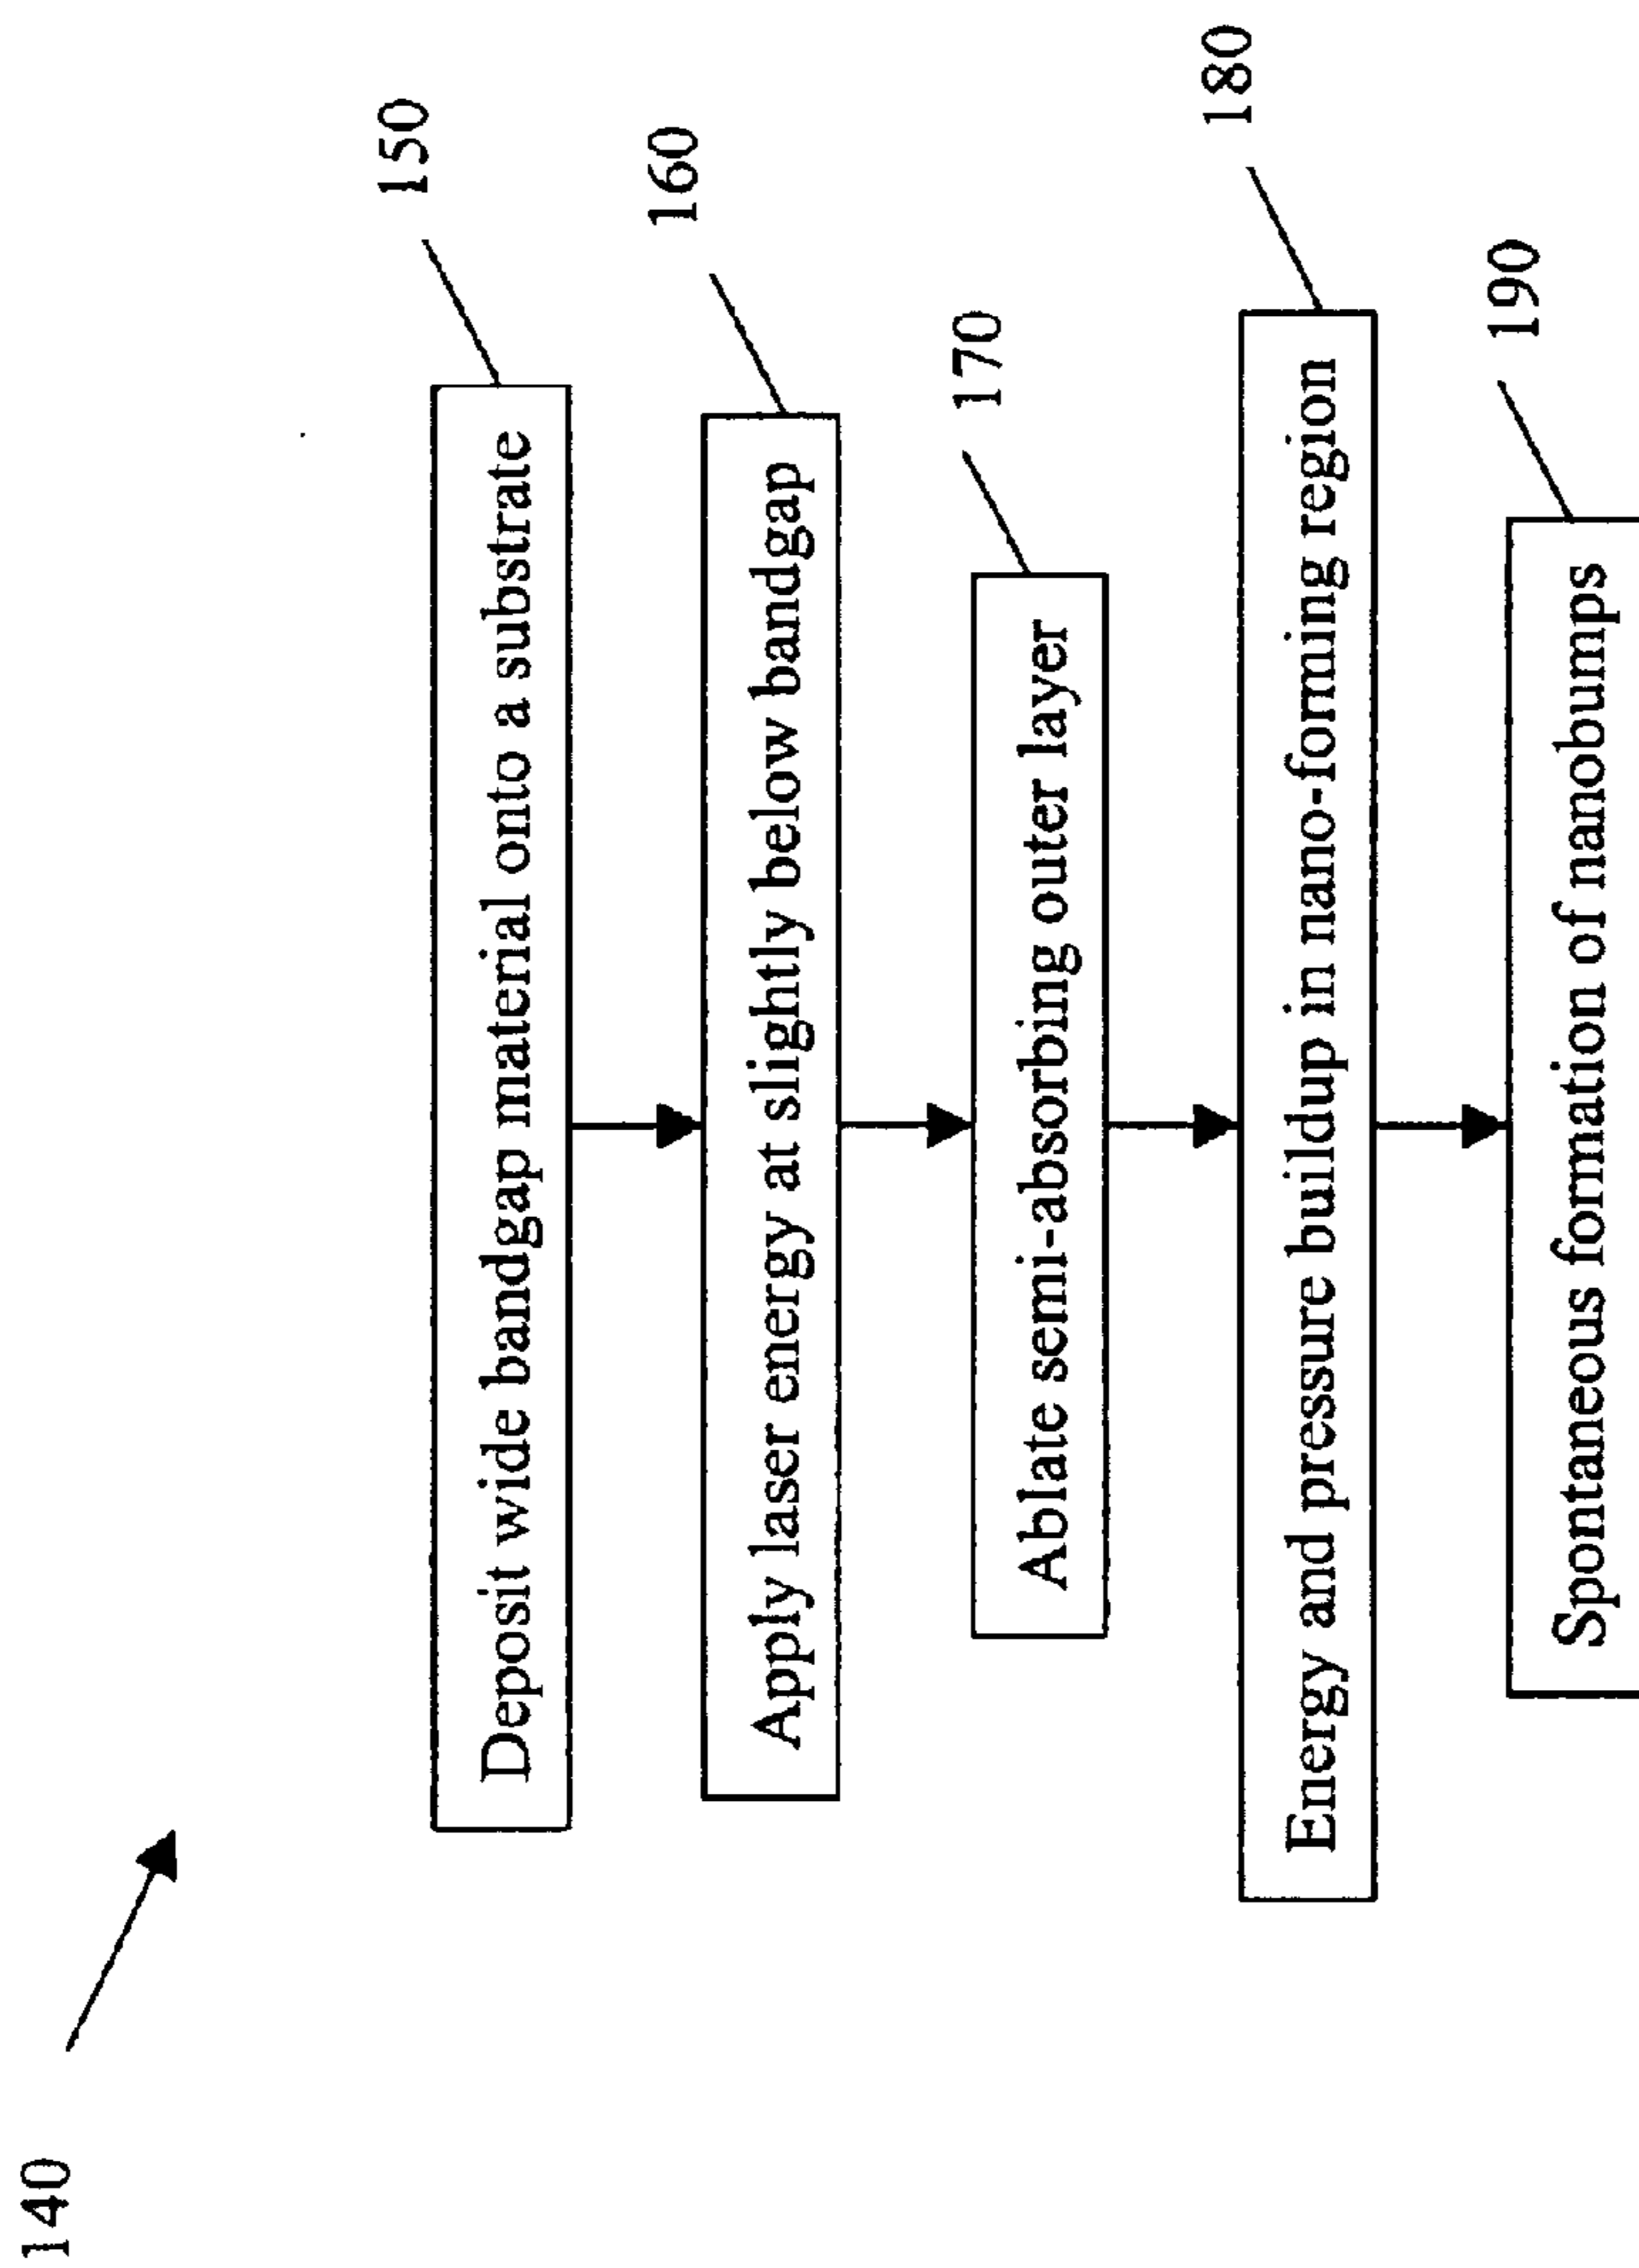 140
150
Deposit wide bandgap material onto a substrate
160
Apply laser energy at slightly below bandgap
170
Ablate semi-absorbing outer layer
180
Energy and pressure buildup in nano-forming region
190
Spontaneous formation of nanobumps